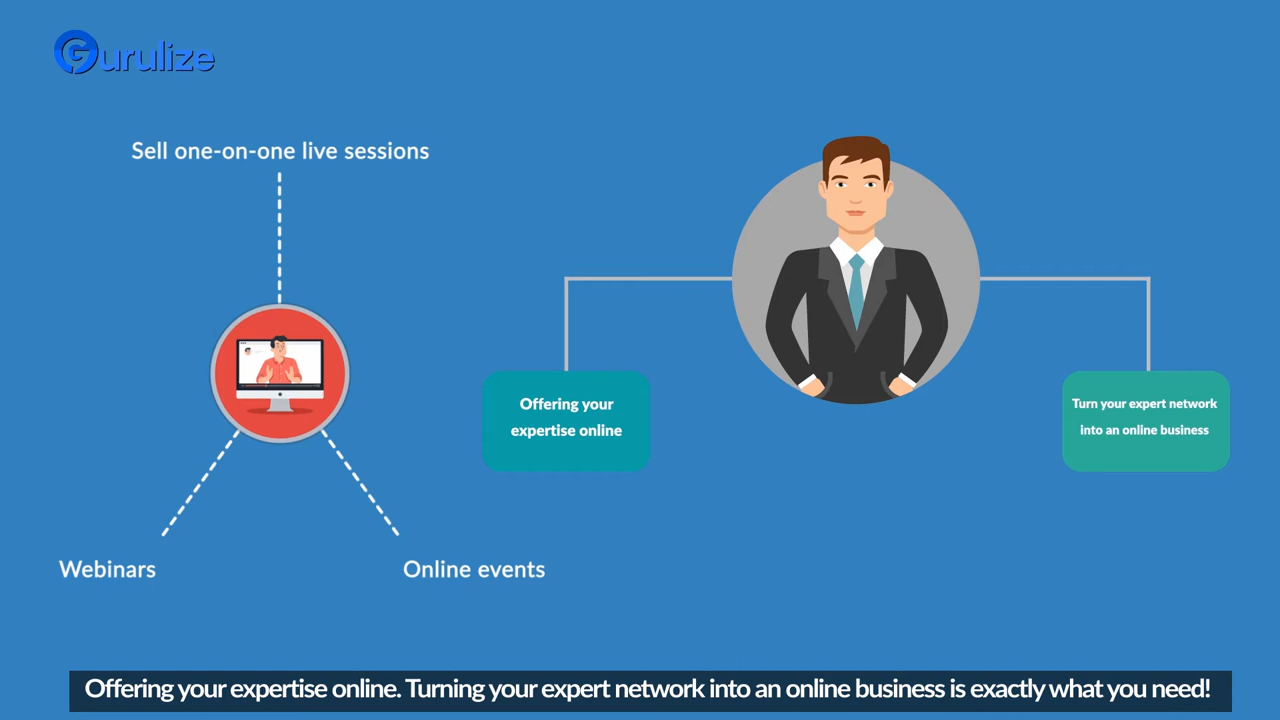 Gurulize
Sell one-on-one live sessions
Webinars
Online events
Offering your
expertise online
Turn your expert network
into an online business
Offering your expertise online. Turning your expert network into an online business is exactly what you need!